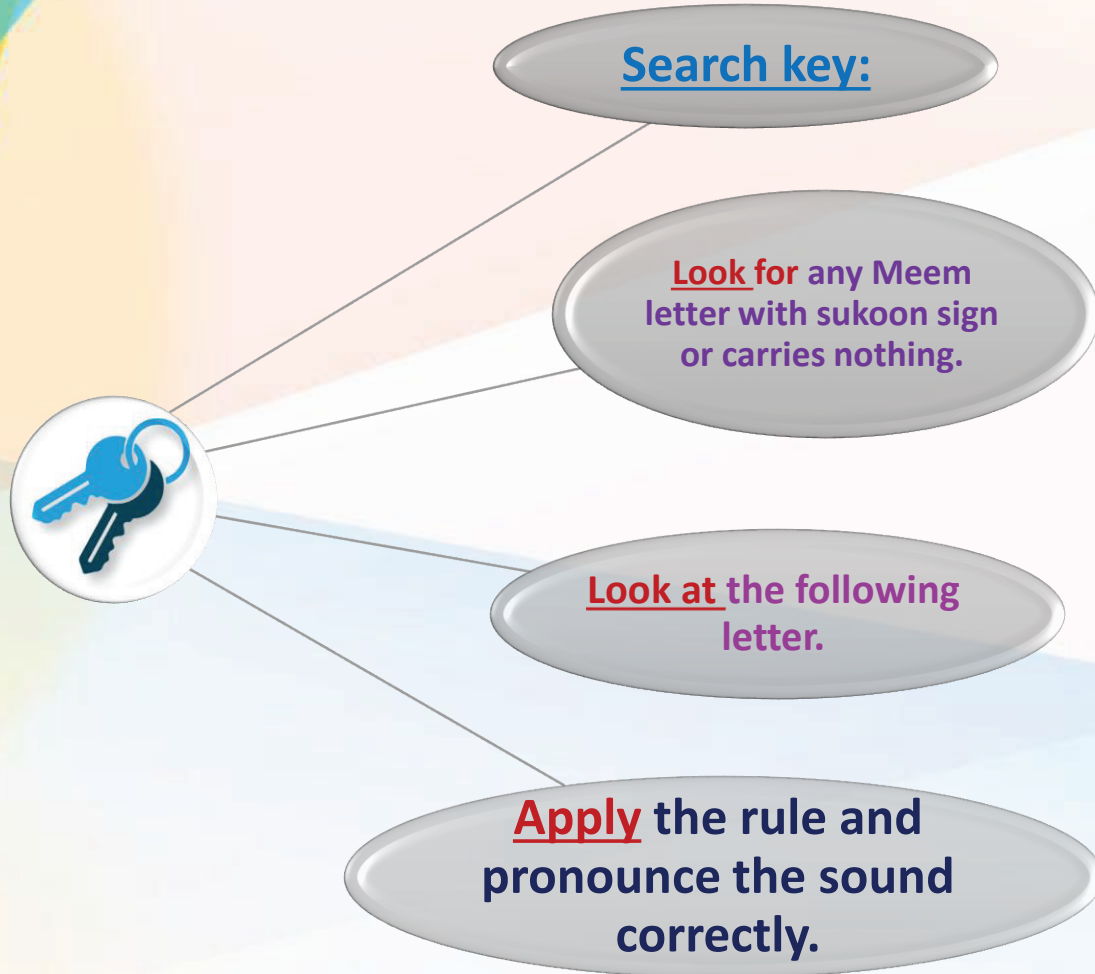 Search key:
Look for any Meem
letter with sukoon sign
or carries nothing.
Look at the following
letter.
Apply the rule and
pronounce the sound
correctly.